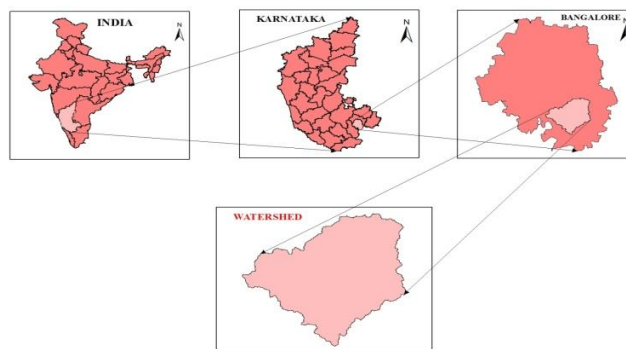 INDIA
N
KARNATAKA
N
BANGALORE
N
WATERSHED